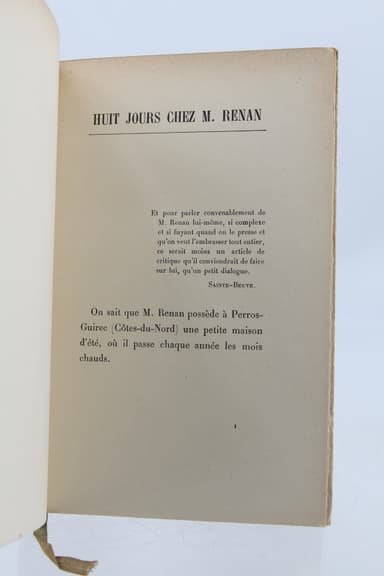 HUIT JOURS CHEZ M. RENAN
Et pour parler convenablement de
M. Renan lui-même, si complexe
et si fuyant quand on le presse et
qu'on veut l'embrasser tout entier,
ce serait moins un article de
critique qu'il conviendrait de faire
sur lui, qu'un petit dialogue.
SAINTE-BEUVE.
On sait que M. Renan possède à Perros-
Guirec (Côtes-du-Nord) une petite maison
d'été, où il passe chaque année les mois
chauds.
1